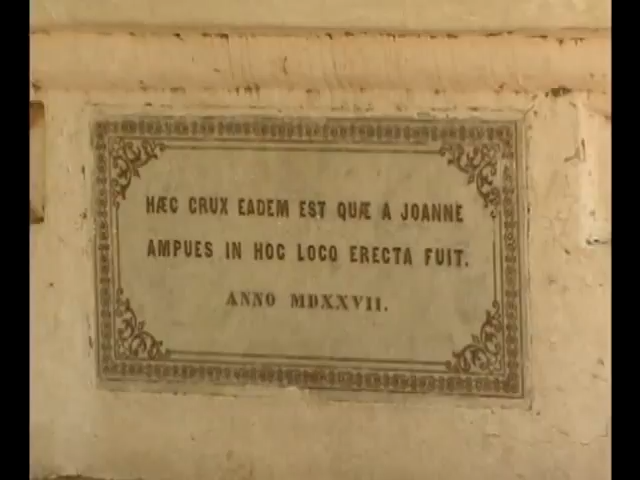 HÆC CRUX EADEM EST QUÆ A JOANNE
AMPUES IN HOC LOCO ERECTA FUIT.
ANNO MDXXVII.